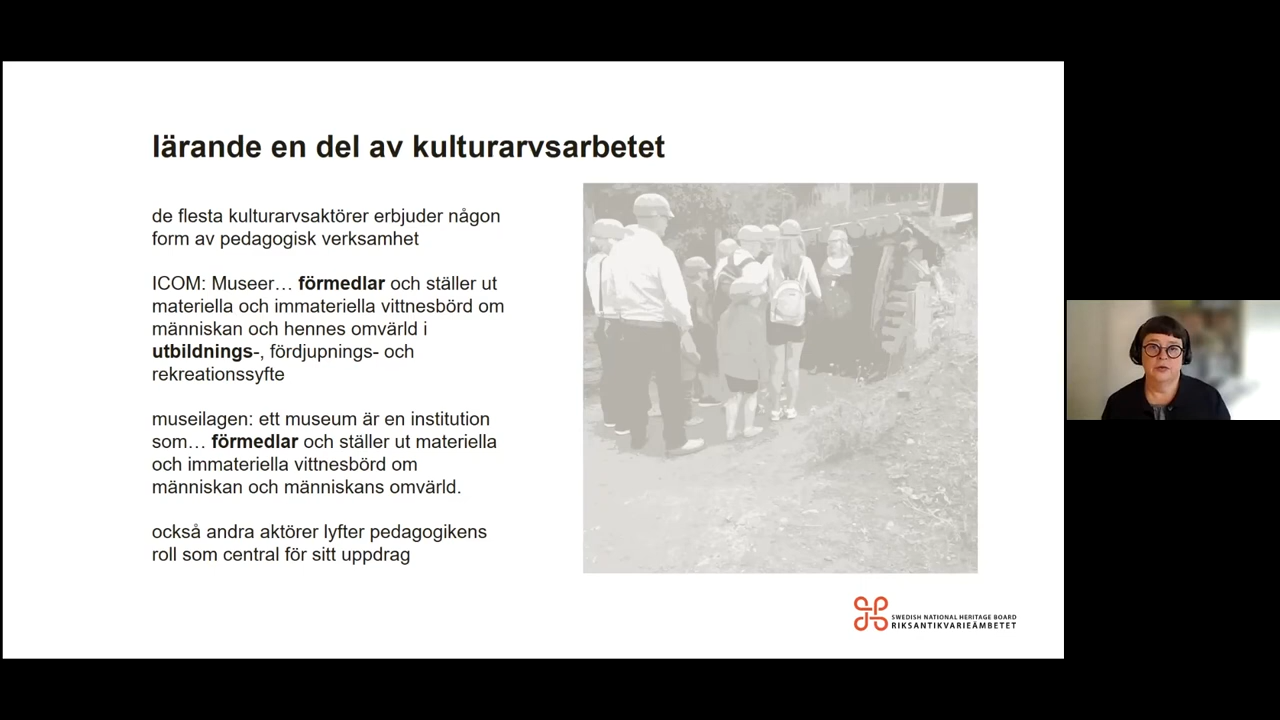 lärande en del av kulturarvsarbetet
de flesta kulturarvsaktörer erbjuder någon
form av pedagogisk verksamhet
ICOM: Museer… förmedlar och ställer ut
materiella och immateriella vittnesbörd om
människan och hennes omvärld i
utbildnings-, fördjupnings- och
rekreationssyfte
museilagen: ett museum är en institution
som… förmedlar och ställer ut materiella
och immateriella vittnesbörd om
människan och människans omvärld.
också andra aktörer lyfter pedagogikens
roll som central för sitt uppdrag
SWEDISH NATIONAL HERITAGE BOARD
RIKSANTIKVARIEÄMBETET